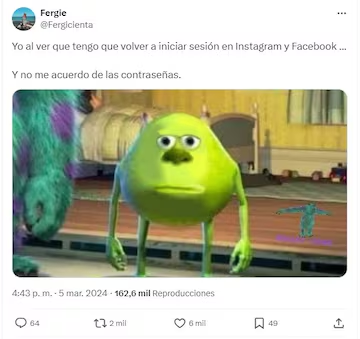 Fergie
@Fergicienta
Yo al ver que tengo que volver a iniciar sesión en Instagram y Facebook ...
Y no me acuerdo de las contraseñas.
4:43 p. m. · 5 mar. 2024 · 162,6 mil Reproducciones
64 2 mil 6 mil 49